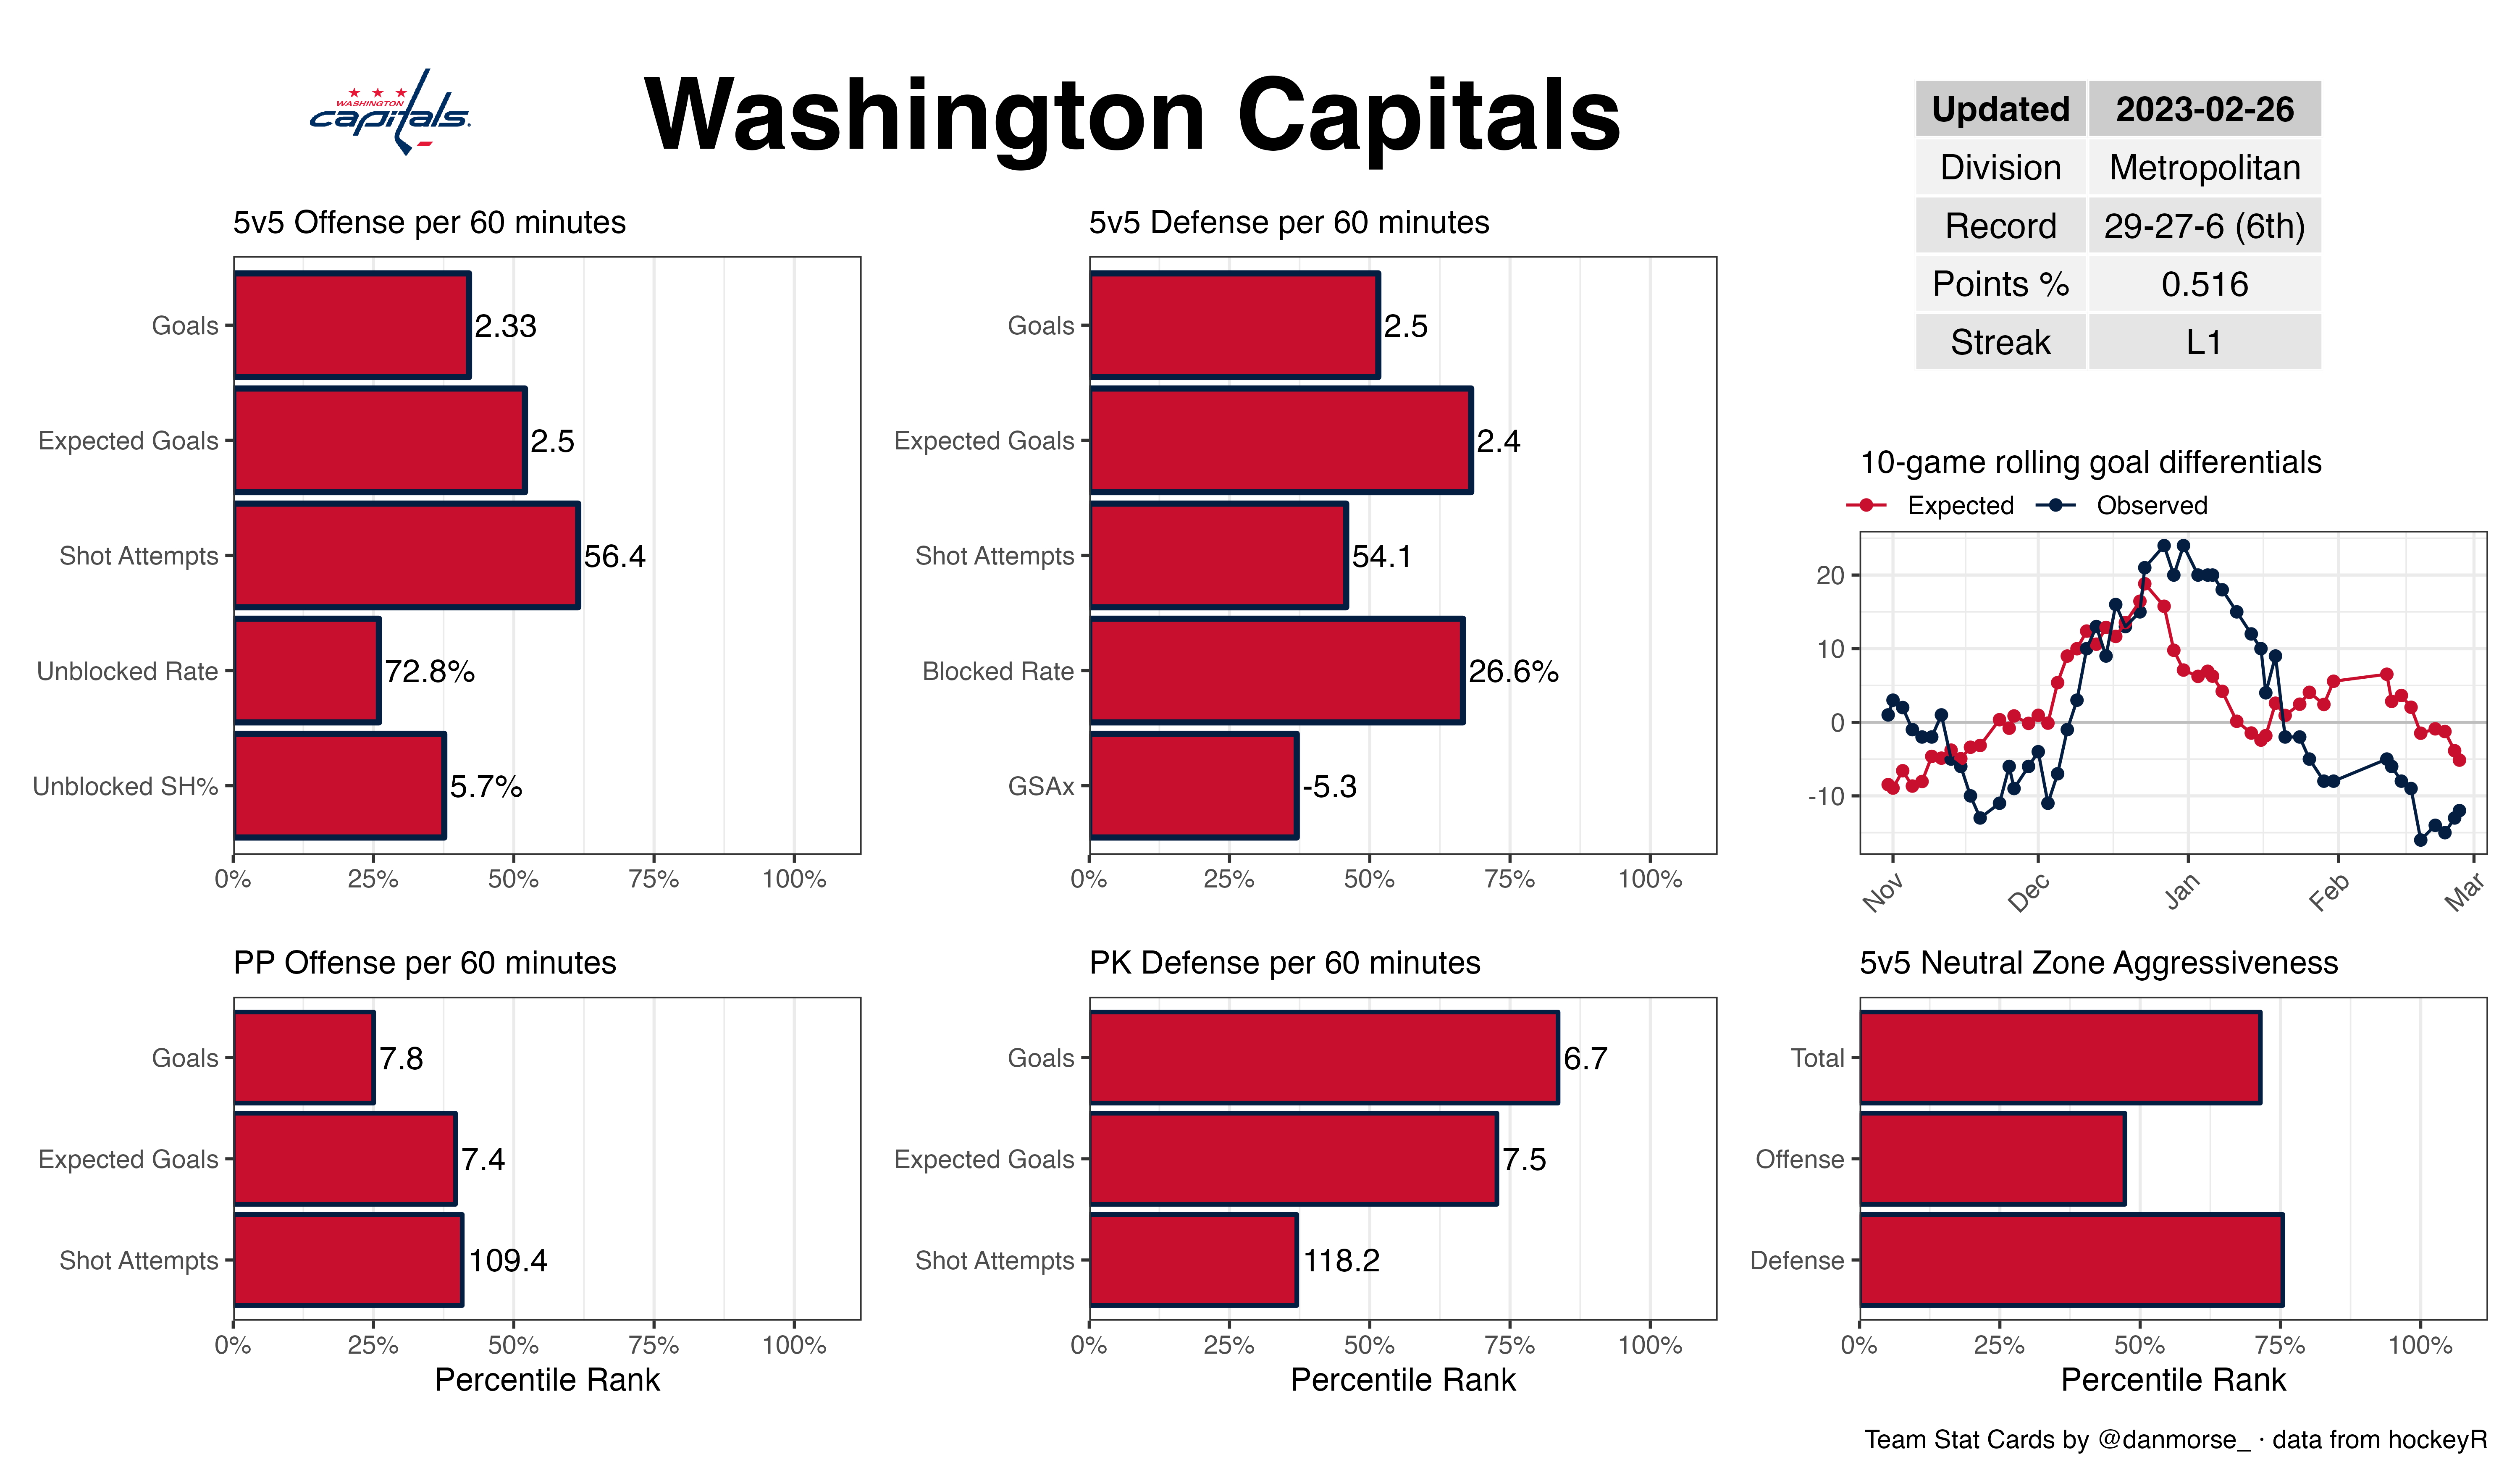 WASHINGTON
capitals.
Washington Capitals
Updated 2023-02-26
Division Metropolitan
Record 29-27-6 (6th)
Points % 0.516
Streak L1
5v5 Offense per 60 minutes
Goals 2.33
Expected Goals 2.5
Shot Attempts 56.4
Unblocked Rate 72.8%
Unblocked SH% 5.7%
0% 25% 50% 75% 100%
5v5 Defense per 60 minutes
Goals 2.5
Expected Goals 2.4
Shot Attempts 54.1
Blocked Rate 26.6%
GSAx -5.3
0% 25% 50% 75% 100%
10-game rolling goal differentials
Expected Observed
20
10
0
-10
Nov Dec Jan Feb Mar
PP Offense per 60 minutes
Goals 7.8
Expected Goals 7.4
Shot Attempts 109.4
0% 25% 50% 75% 100%
Percentile Rank
PK Defense per 60 minutes
Goals 6.7
Expected Goals 7.5
Shot Attempts 118.2
0% 25% 50% 75% 100%
Percentile Rank
5v5 Neutral Zone Aggressiveness
Total
Offense
Defense
0% 25% 50% 75% 100%
Percentile Rank
Team Stat Cards by @danmorse_ · data from hockeyR